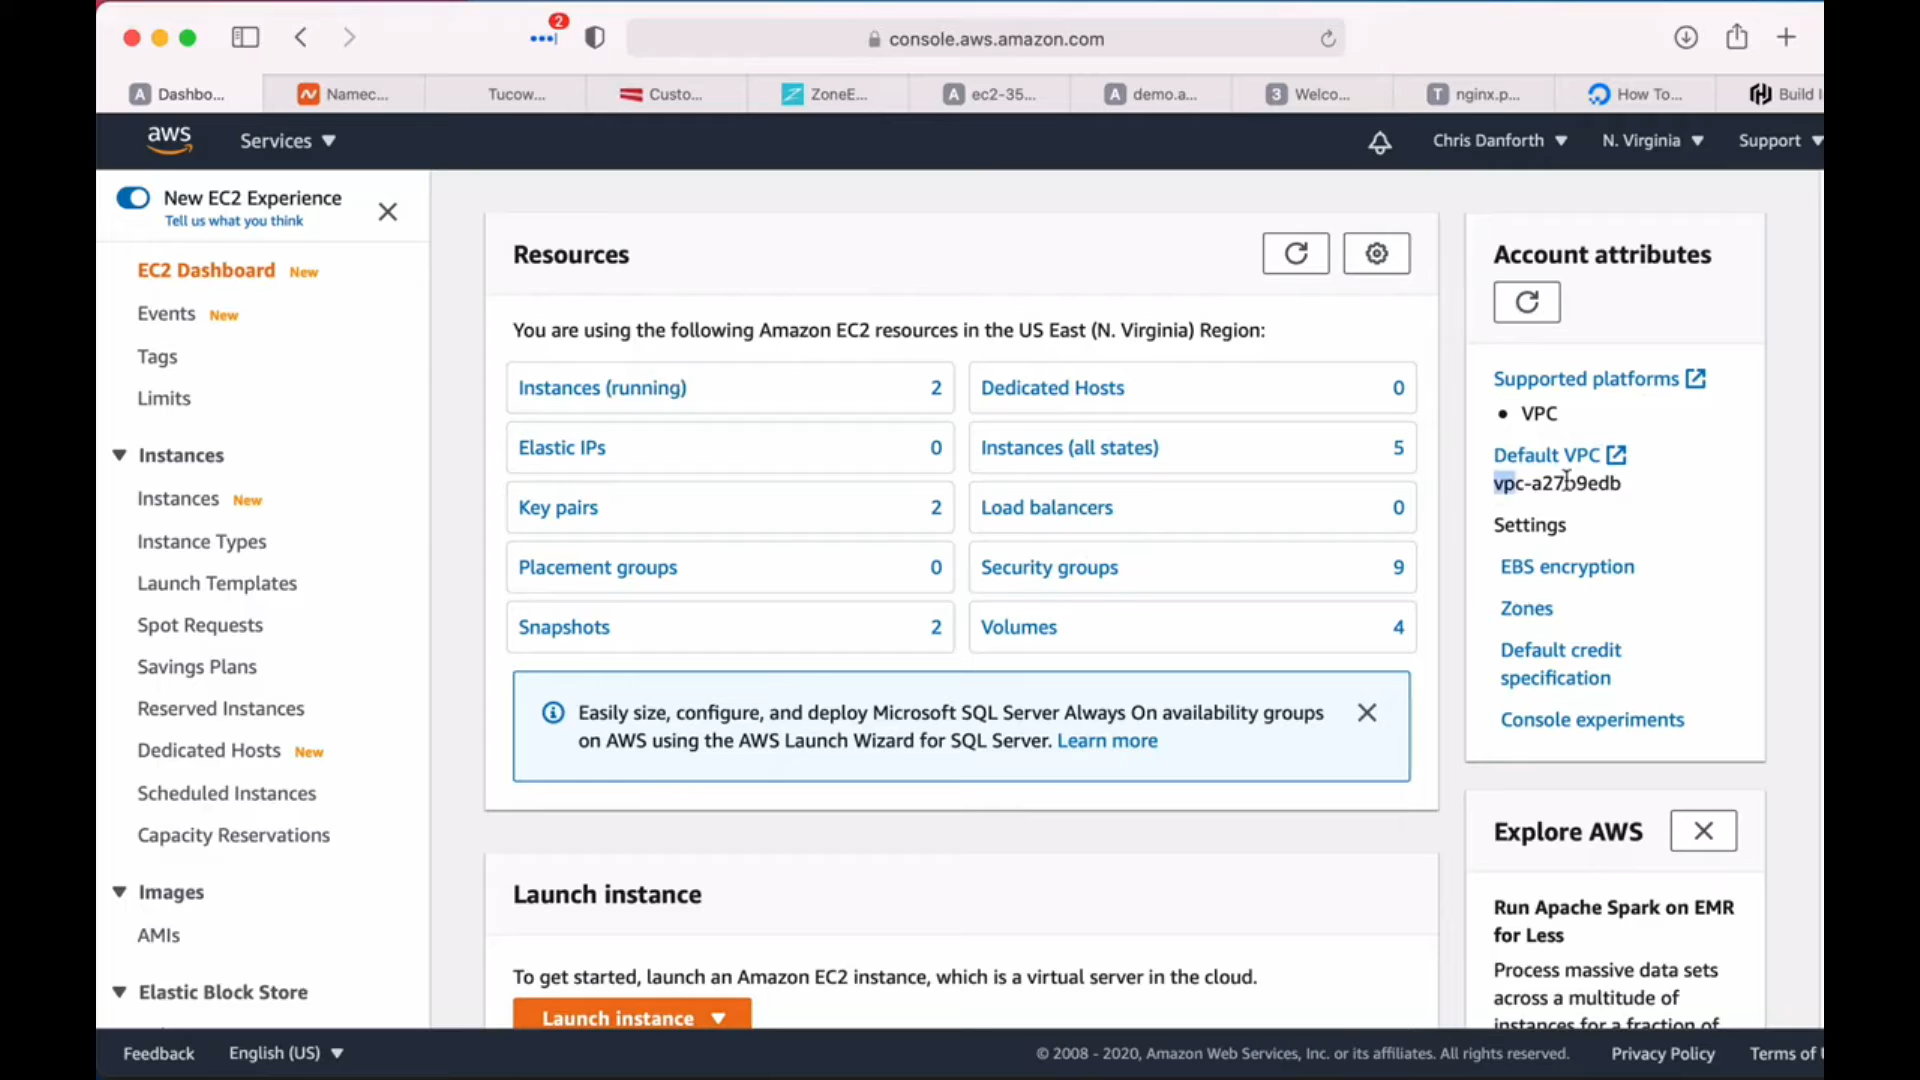 2
console.aws.amazon.com
A Dashbo...
Namec...
Tucow...
Custo...
ZoneE...
A ec2-35...
A demo.a...
3 Welco...
T nginx.p...
How To...
Build I
aws
Services
Chris Danforth
N. Virginia
Support
New EC2 Experience
Tell us what you think
EC2 Dashboard New
Events New
Tags
Limits
Instances
Instances New
Instance Types
Launch Templates
Spot Requests
Savings Plans
Reserved Instances
Dedicated Hosts New
Scheduled Instances
Capacity Reservations
Images
AMIs
Elastic Block Store
Resources
You are using the following Amazon EC2 resources in the US East (N. Virginia) Region:
Instances (running) 2
Dedicated Hosts 0
Elastic IPs 0
Instances (all states) 5
Key pairs 2
Load balancers 0
Placement groups 0
Security groups 9
Snapshots 2
Volumes 4
Easily size, configure, and deploy Microsoft SQL Server Always On availability groups
on AWS using the AWS Launch Wizard for SQL Server. Learn more
Launch instance
To get started, launch an Amazon EC2 instance, which is a virtual server in the cloud.
Launch instance
Account attributes
Supported platforms
• VPC
Default VPC
vpc-a27b9edb
Settings
EBS encryption
Zones
Default credit
specification
Console experiments
Explore AWS
Run Apache Spark on EMR
for Less
Process massive data sets
across a multitude of
instances for a fraction of
Feedback
English (US)
© 2008 - 2020, Amazon Web Services, Inc. or its affiliates. All rights reserved.
Privacy Policy
Terms of